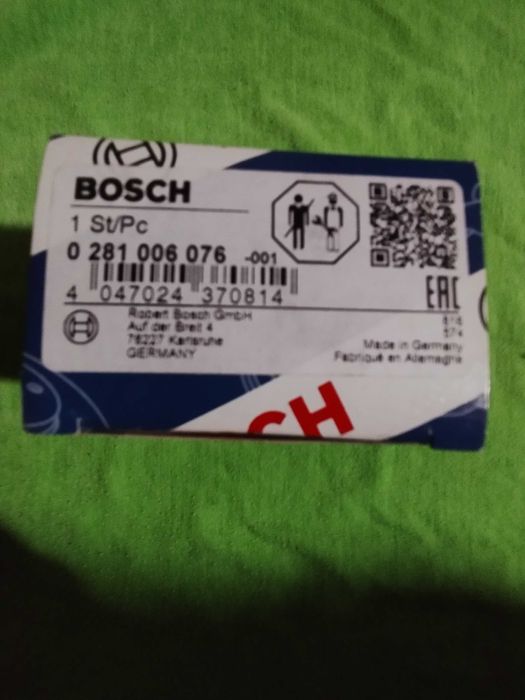 BOSCH
1 St/Pc
0 281 006 076 -001
4 047024 370814
EAC
Robert Bosch GmbH
Auf der Breit 4
76227 Karlsruhe
GERMANY
Made in Germany
Fabriqué en Allemagne
CH